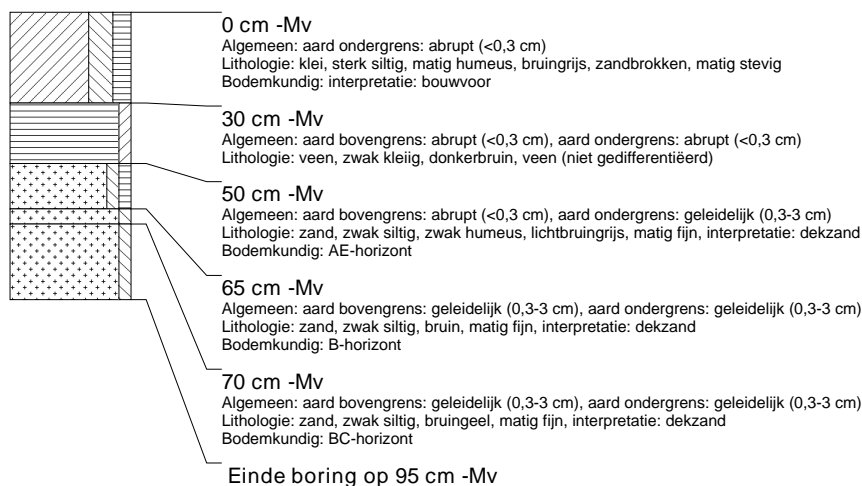 0 cm -Mv
Algemeen: aard ondergrens: abrupt (<0,3 cm)
Lithologie: klei, sterk siltig, matig humeus, bruingrijs, zandbrokken, matig stevig
Bodemkundig: interpretatie: bouwvoor
30 cm -Mv
Algemeen: aard bovengrens: abrupt (<0,3 cm), aard ondergrens: abrupt (<0,3 cm)
Lithologie: veen, zwak kleiig, donkerbruin, veen (niet gedifferentiëerd)
50 cm -Mv
Algemeen: aard bovengrens: abrupt (<0,3 cm), aard ondergrens: geleidelijk (0,3-3 cm)
Lithologie: zand, zwak siltig, zwak humeus, lichtbruingrijs, matig fijn, interpretatie: dekzand
Bodemkundig: AE-horizont
65 cm -Mv
Algemeen: aard bovengrens: geleidelijk (0,3-3 cm), aard ondergrens: geleidelijk (0,3-3 cm)
Lithologie: zand, zwak siltig, bruin, matig fijn, interpretatie: dekzand
Bodemkundig: B-horizont
70 cm -Mv
Algemeen: aard bovengrens: geleidelijk (0,3-3 cm), aard ondergrens: geleidelijk (0,3-3 cm)
Lithologie: zand, zwak siltig, bruingeel, matig fijn, interpretatie: dekzand
Bodemkundig: BC-horizont
Einde boring op 95 cm -Mv